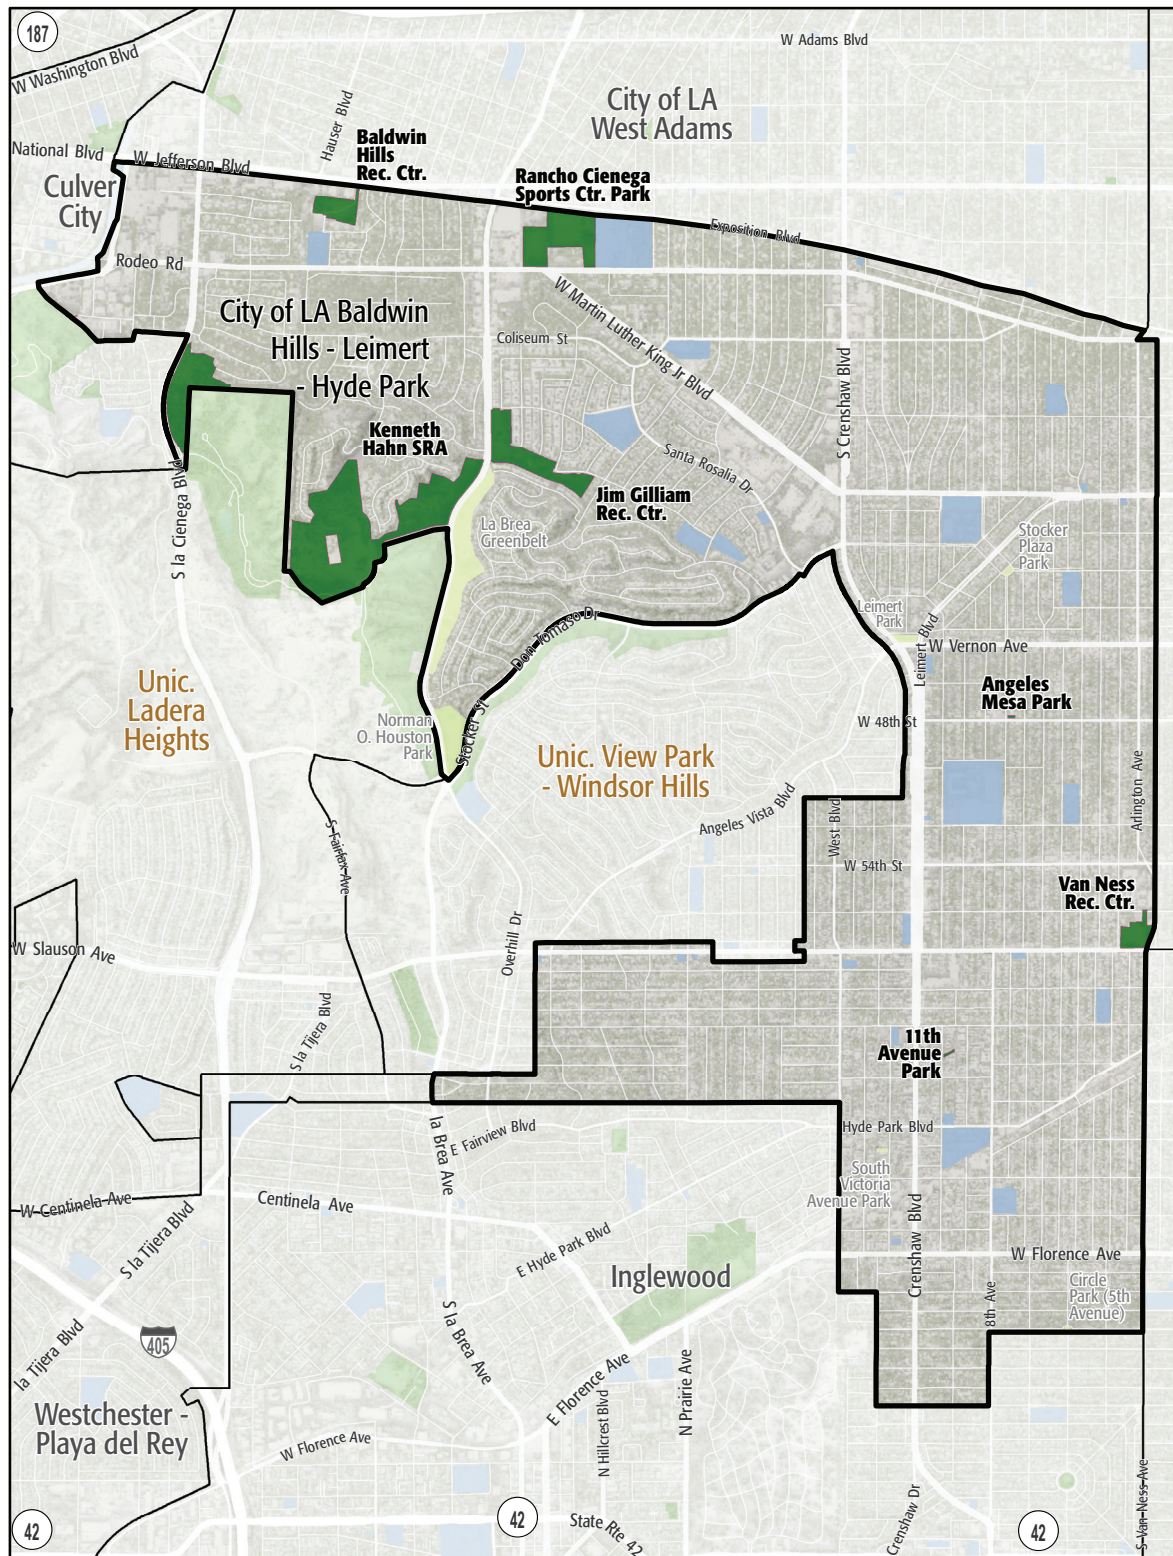 187
W Washington Blvd
W Adams Blvd
City of LA
West Adams
Hauser Blvd
Baldwin
Hills
Rec. Ctr.
National Blvd
W Jefferson Blvd
Rancho Cienega
Sports Ctr. Park
Culver
City
Exposition Blvd
Rodeo Rd
City of LA Baldwin
Hills - Leimert
- Hyde Park
W Martin Luther King Jr Blvd
Coliseum St
S Crenshaw Blvd
Kenneth
Hahn SRA
Santa Rosalia Dr
Jim Gilliam
Rec. Ctr.
S la Cienega Blvd
La Brea
Greenbelt
Stocker
Plaza
Park
Leimert
Park
Leimert Blvd
Don Tomaso Dr
W Vernon Ave
Angeles
Mesa Park
Unic.
Ladera
Heights
Norman
O. Houston
Park
Stocker St
W 48th St
Unic. View Park
- Windsor Hills
Arlington Ave
Angeles Vista Blvd
West Blvd
S Fairfax Ave
W 54th St
Van Ness
Rec. Ctr.
Overhill Dr
W Slauson Ave
S la Tijera Blvd
11th
Avenue
Park
la Brea Ave
E Fairview Blvd
Hyde Park Blvd
South
Victoria
Avenue Park
W Centinela Ave
Centinela Ave
S la Tijera Blvd
E Hyde Park Blvd
Crenshaw Blvd
W Florence Ave
Inglewood
Circle
Park (5th
Avenue)
8th Ave
S la Brea Ave
405
la Tijera Blvd
E Florence Ave
N Prairie Ave
N Hillcrest Blvd
Westchester -
Playa del Rey
W Florence Ave
Crenshaw Dr
S Van Ness Ave
42
42
State Rte 42
42